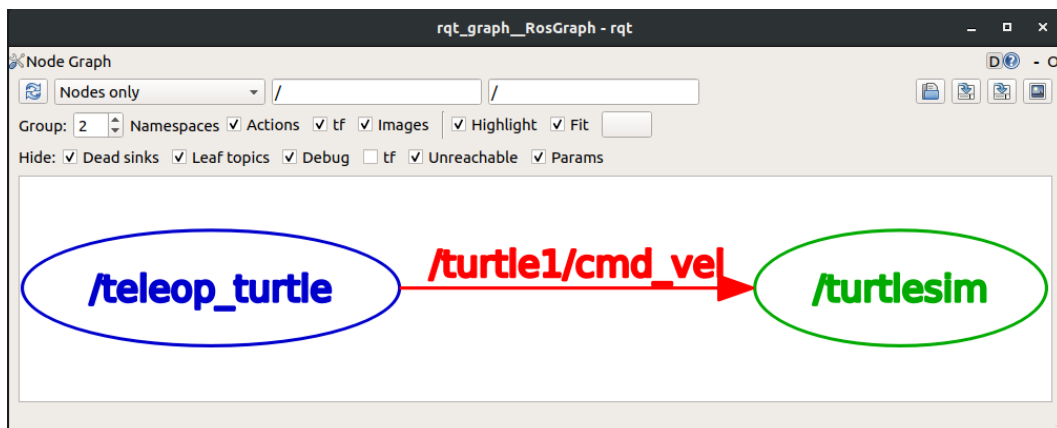 rqt_graph__RosGraph - rqt
Node Graph D ? - O
Nodes only / /
Group: 2 Namespaces Actions tf Images Highlight Fit
Hide: Dead sinks Leaf topics Debug tf Unreachable Params
/teleop_turtle /turtle1/cmd_vel /turtlesim